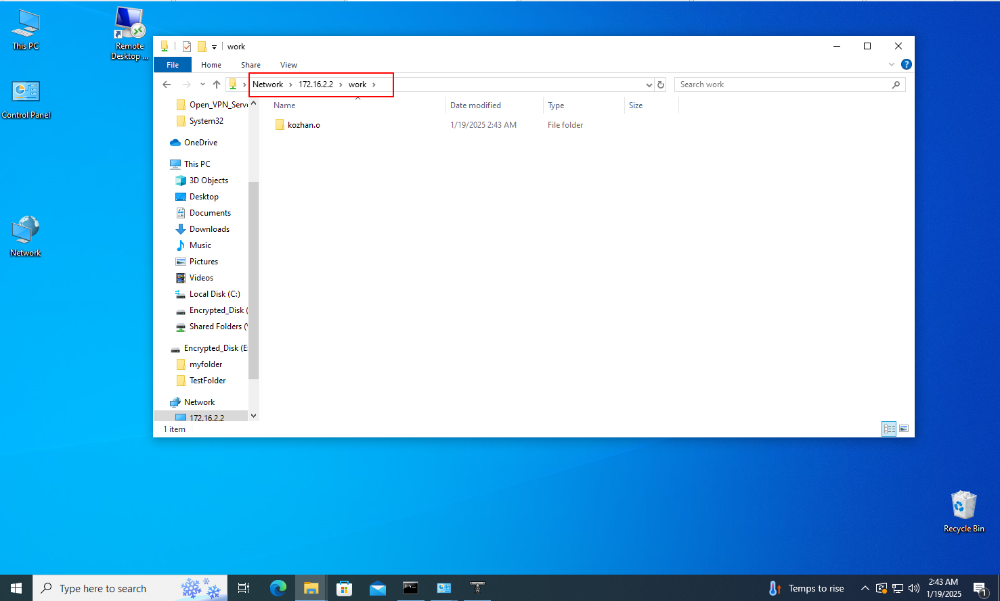 This PC
Remote
Desktop ...
Control Panel
Network
work
File
Home
Share
View
Network
172.16.2.2
work
Search work
Name
Date modified
Type
Size
kozhan.o
1/19/2025 2:43 AM
File folder
Open_VPN_Serv
System32
OneDrive
This PC
3D Objects
Desktop
Documents
Downloads
Music
Pictures
Videos
Local Disk (C:)
Encrypted_Disk (
Shared Folders (
Encrypted_Disk (E
myfolder
TestFolder
Network
172.16.2.2
1 item
Recycle Bin
Type here to search
Temps to rise
2:43 AM
1/19/2025
1